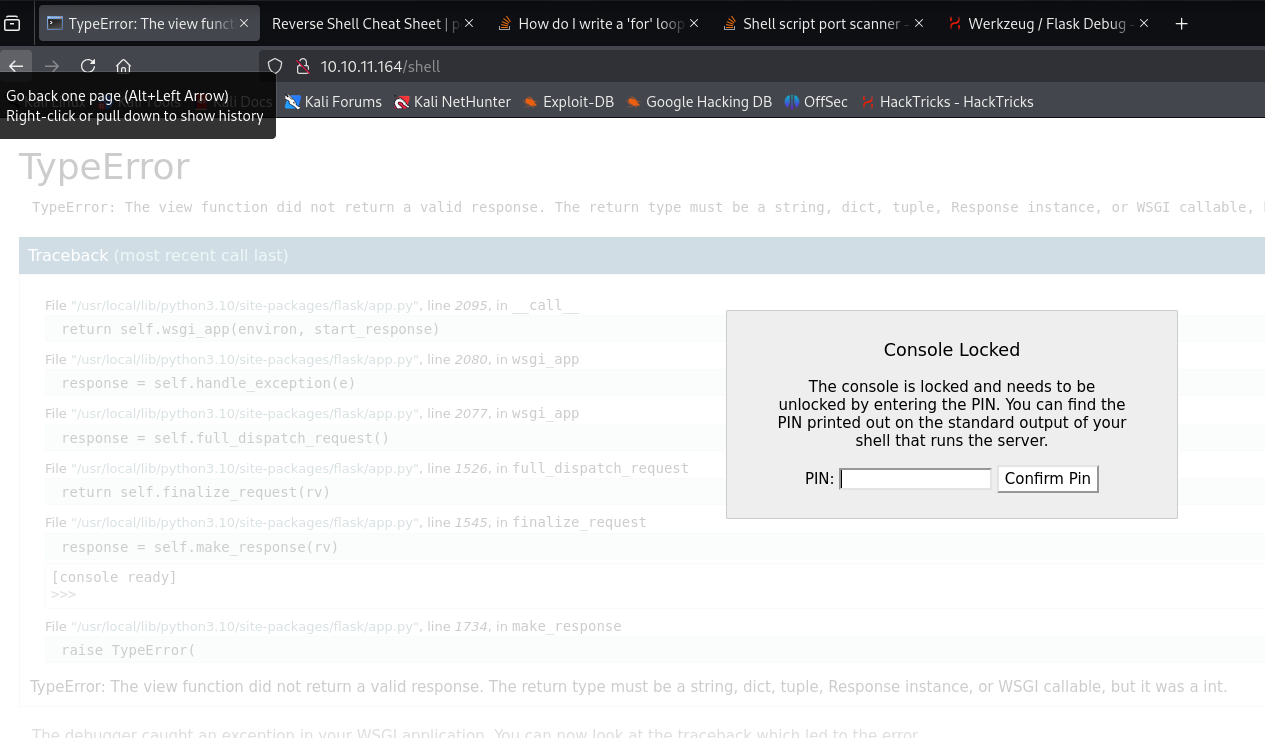 TypeError: The view funct
Reverse Shell Cheat Sheet | p
How do I write a 'for' loop
Shell script port scanner -
Werkzeug / Flask Debug -
10.10.11.164/shell
Go back one page (Alt+Left Arrow)
Right-click or pull down to show history
Kali Linux Kali Tools Kali Docs Kali Forums Kali NetHunter Exploit-DB Google Hacking DB OffSec HackTricks - HackTricks
TypeError
TypeError: The view function did not return a valid response. The return type must be a string, dict, tuple, Response instance, or WSGI callable,
Traceback (most recent call last)
File "/usr/local/lib/python3.10/site-packages/flask/app.py", line 2095, in __call__
return self.wsgi_app(environ, start_response)
File "/usr/local/lib/python3.10/site-packages/flask/app.py", line 2080, in wsgi_app
response = self.handle_exception(e)
File "/usr/local/lib/python3.10/site-packages/flask/app.py", line 2077, in wsgi_app
response = self.full_dispatch_request()
File "/usr/local/lib/python3.10/site-packages/flask/app.py", line 1526, in full_dispatch_request
return self.finalize_request(rv)
File "/usr/local/lib/python3.10/site-packages/flask/app.py", line 1545, in finalize_request
response = self.make_response(rv)
[console ready]
>>>
File "/usr/local/lib/python3.10/site-packages/flask/app.py", line 1734, in make_response
raise TypeError(
TypeError: The view function did not return a valid response. The return type must be a string, dict, tuple, Response instance, or WSGI callable, but it was a int.
The debugger caught an exception in your WSGI application. You can now look at the traceback which led to the error.
Console Locked
The console is locked and needs to be
unlocked by entering the PIN. You can find the
PIN printed out on the standard output of your
shell that runs the server.
PIN: Confirm Pin